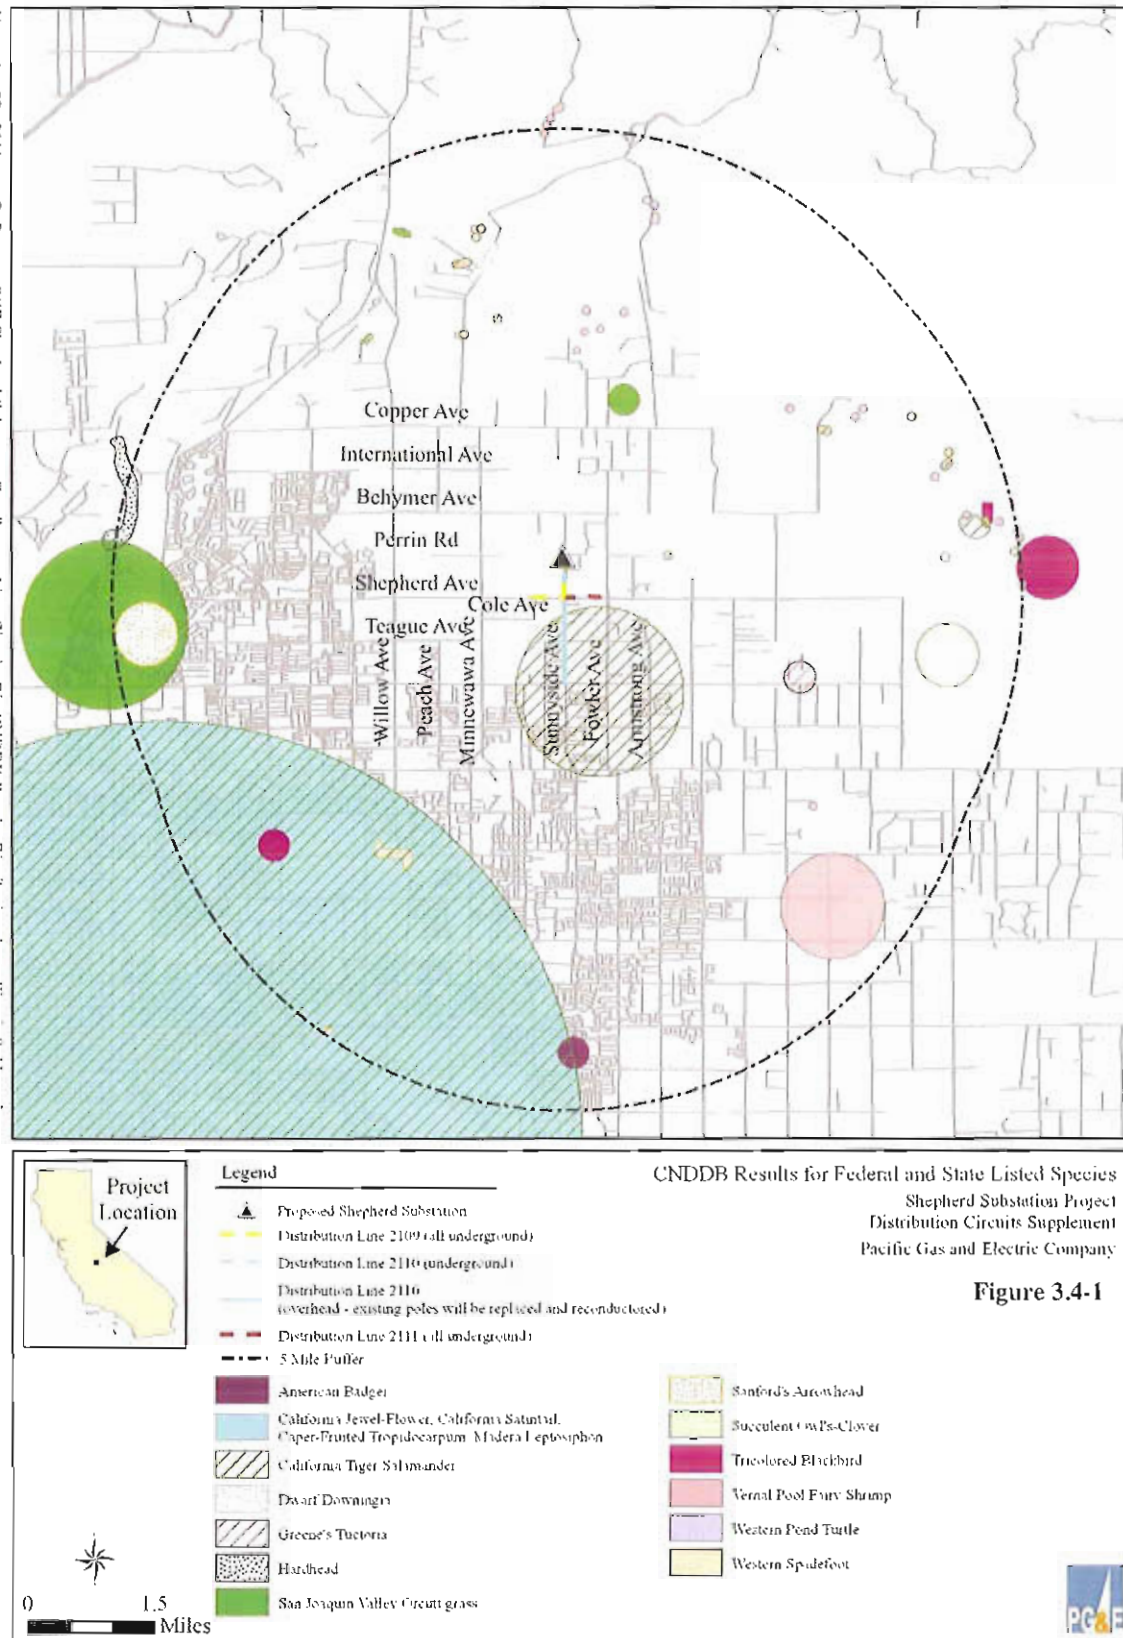 Copper Ave
International Ave
Behymer Ave
Perrin Rd
Shepherd Ave
Cole Ave
Teague Ave
Willow Ave
Peach Ave
Minnewawa Ave
Sunnyside Ave
Fowler Ave
Armstrong Ave
Project
Location
Legend
Proposed Shepherd Substation
Distribution Line 2109 (all underground)
Distribution Line 2110 (underground)
Distribution Line 2110
(overhead - existing poles will be replaced and reconductored)
Distribution Line 2111 (all underground)
5 Mile Buffer
American Badger
California Jewel-Flower, California Satintail,
Caper-Fruited Tropidocarpum, Madera Leptosiphon
California Tiger Salamander
Dwarf Downingia
Greene's Tuctoria
Hardhead
San Joaquin Valley Orcutt grass
Sanford's Arrowhead
Succulent Owl's-Clover
Tricolored Blackbird
Vernal Pool Fairy Shrimp
Western Pond Turtle
Western Spadefoot
CNDDB Results for Federal and State Listed Species
Shepherd Substation Project
Distribution Circuits Supplement
Pacific Gas and Electric Company
Figure 3.4-1
0 1.5
Miles
PG&E